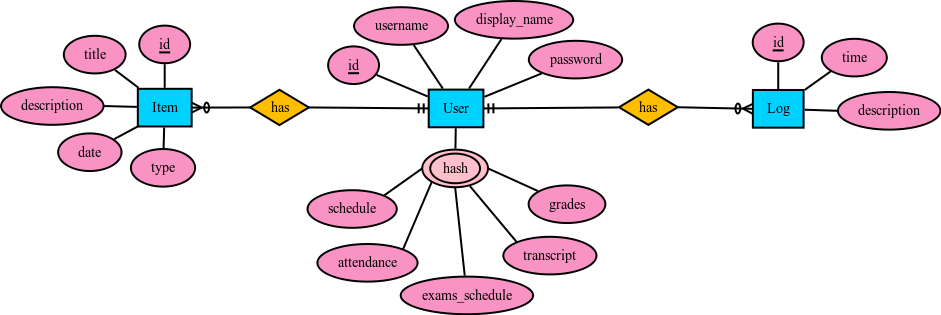 display_name
username
id
title
id
time
password
id
description
Item
has
User
has
Log
description
date
type
hash
schedule
grades
attendance
transcript
exams_schedule